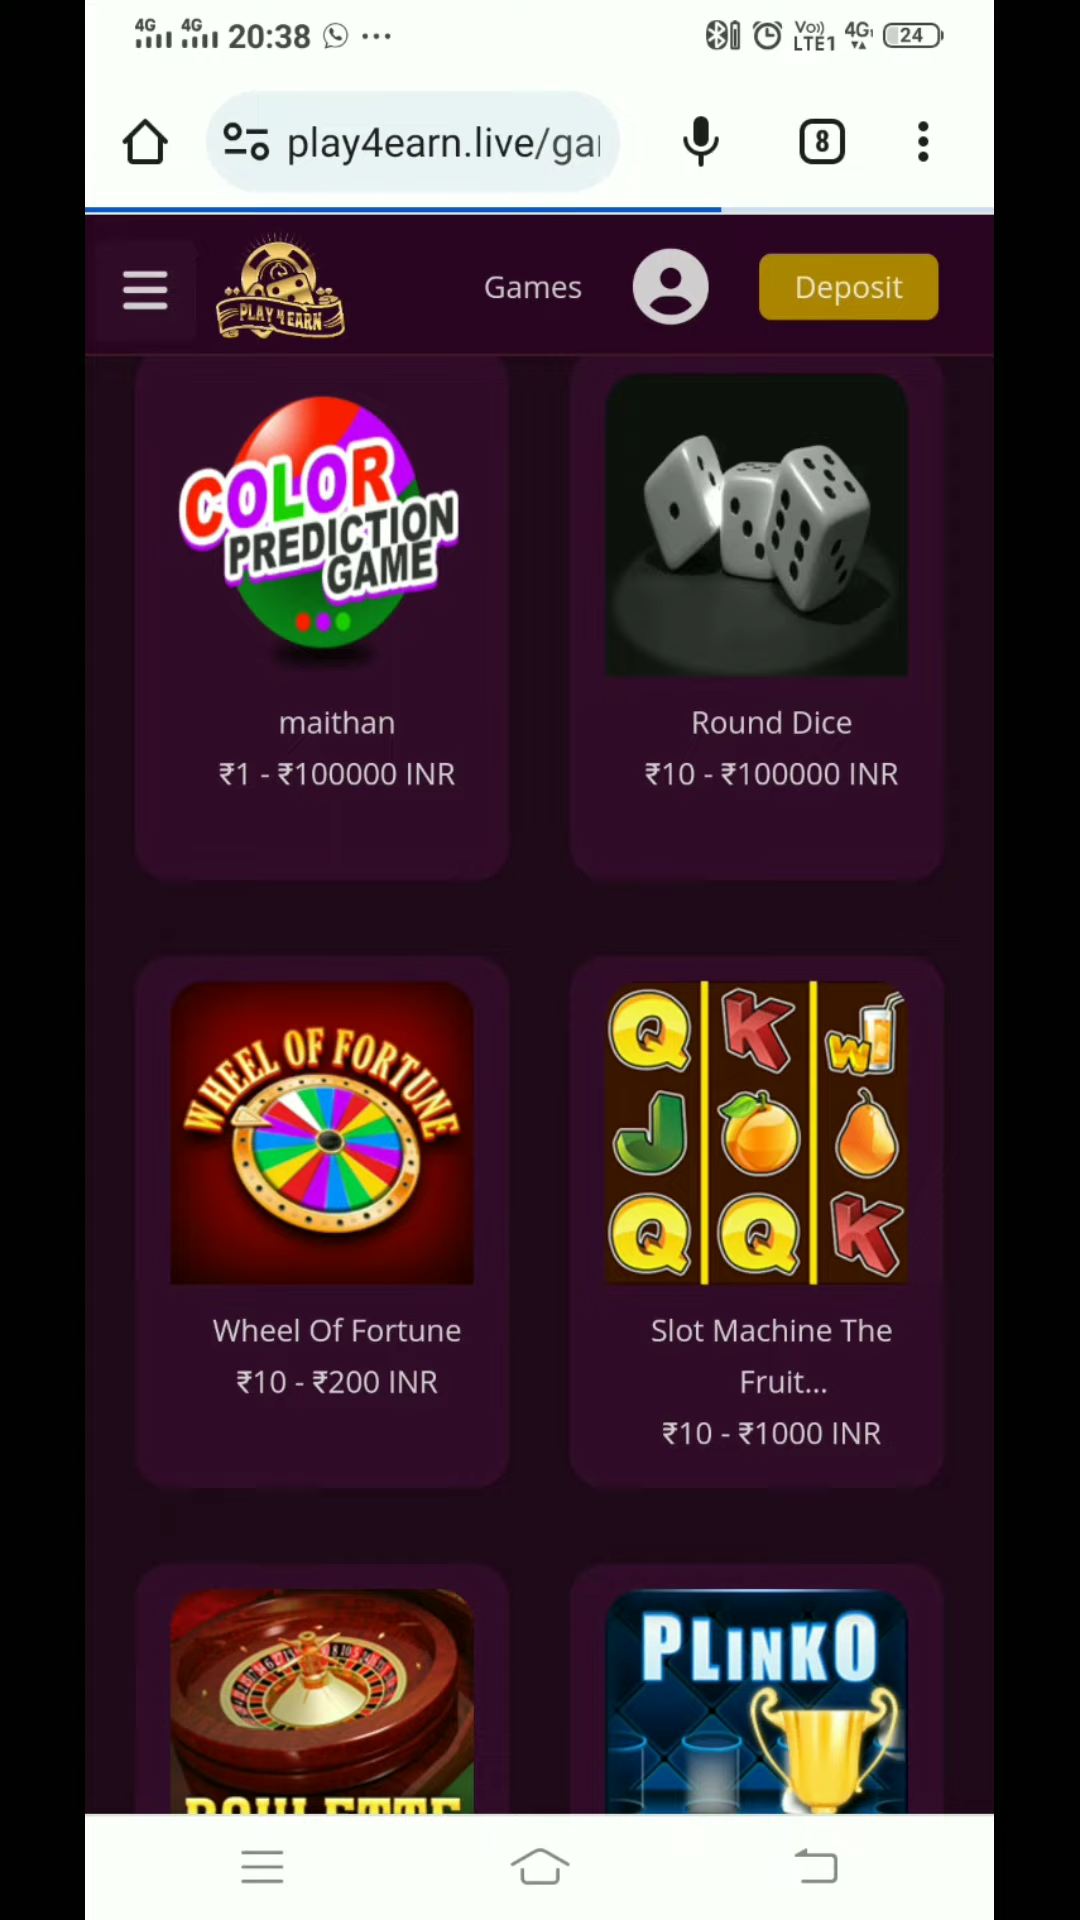 4G 4G 20:38 Vo)) LTE1 4G 24
play4earn.live/gar
8
PLAY 4 EARN
Games
Deposit
COLOR
PREDICTION
GAME
maithan
₹1 - ₹100000 INR
Round Dice
₹10 - ₹100000 INR
WHEEL OF FORTUNE
Wheel Of Fortune
₹10 - ₹200 INR
Q K W
J
Q Q K
Slot Machine The
Fruit...
₹10 - ₹1000 INR
ROULETTE
PLINKO